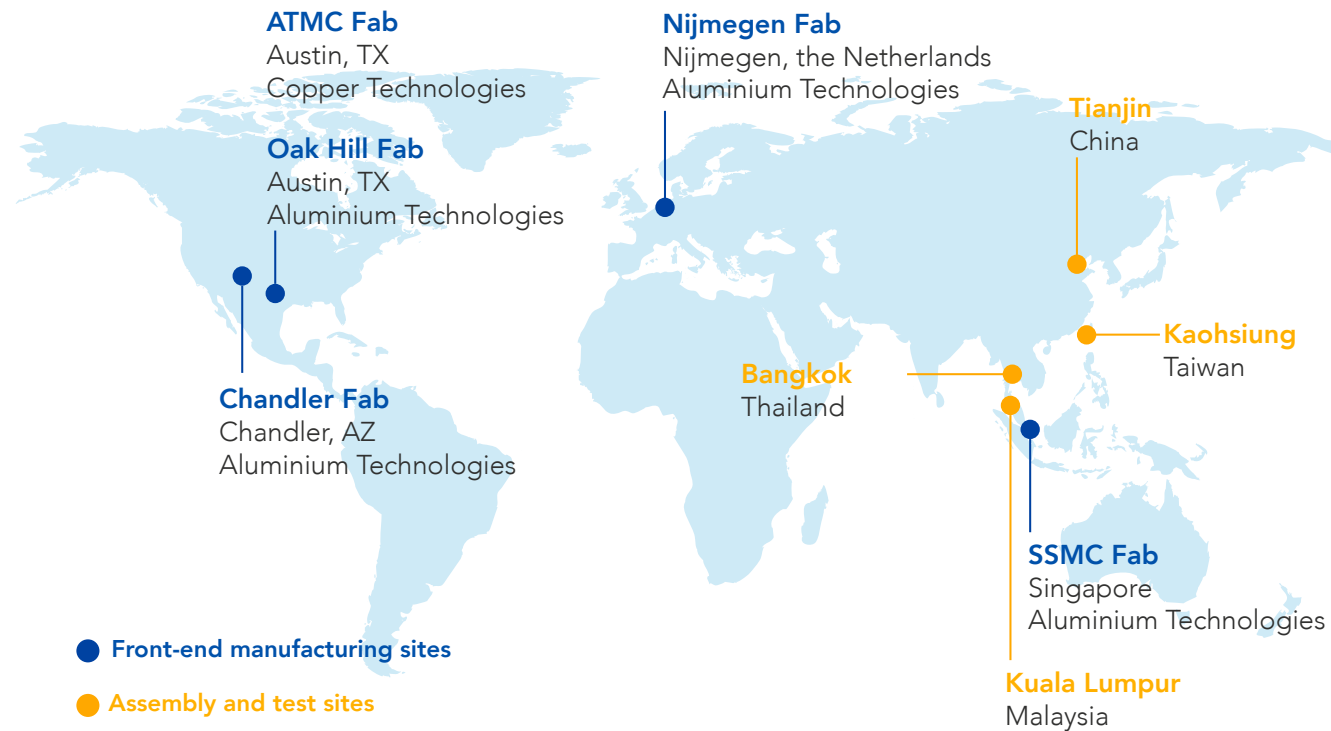 ATMC Fab
Austin, TX
Copper Technologies
Oak Hill Fab
Austin, TX
Aluminium Technologies
Chandler Fab
Chandler, AZ
Aluminium Technologies
Nijmegen Fab
Nijmegen, the Netherlands
Aluminium Technologies
Tianjin
China
Kaohsiung
Taiwan
Bangkok
Thailand
SSMC Fab
Singapore
Aluminium Technologies
Kuala Lumpur
Malaysia
Front-end manufacturing sites
Assembly and test sites